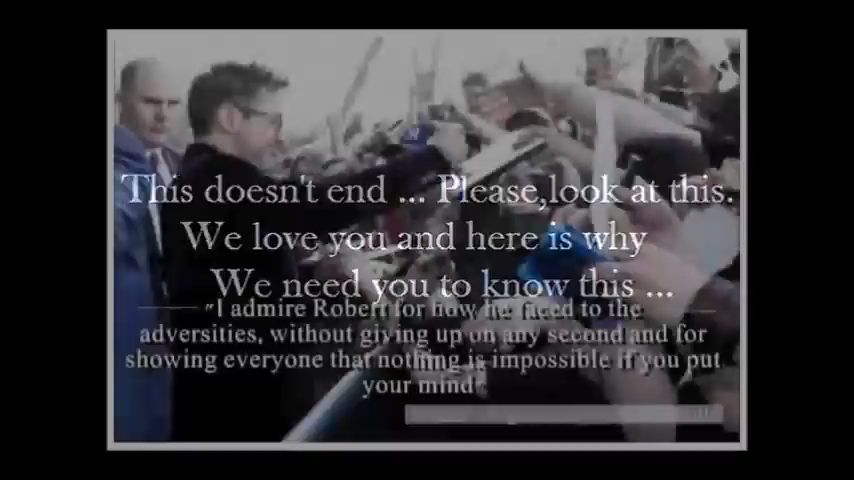 This doesn't end ... Please,look at this.
We love you and here is why
We need you to know this ...
"I admire Robert for how he faced to the
adversities, without giving up on any second and for
showing everyone that nothing is impossible if you put
your mind"